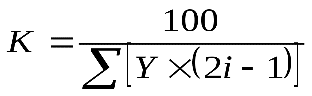 K = 100 / ∑[Y × (2i − 1)]